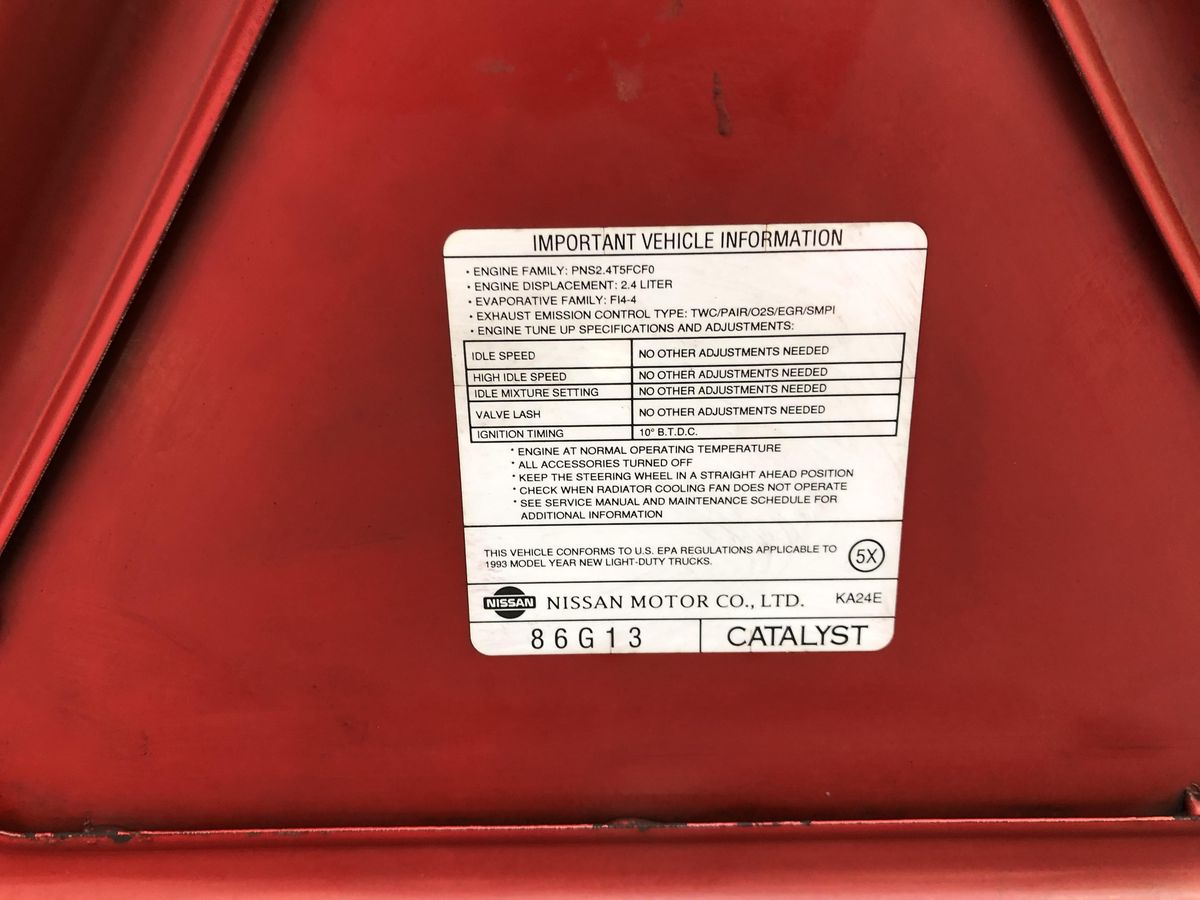 IMPORTANT VEHICLE INFORMATION
• ENGINE FAMILY: PNS2.4T5FCF0
• ENGINE DISPLACEMENT: 2.4 LITER
• EVAPORATIVE FAMILY: FI4-4
• EXHAUST EMISSION CONTROL TYPE: TWC/PAIR/O2S/EGR/SMPI
• ENGINE TUNE UP SPECIFICATIONS AND ADJUSTMENTS:
IDLE SPEED NO OTHER ADJUSTMENTS NEEDED
HIGH IDLE SPEED NO OTHER ADJUSTMENTS NEEDED
IDLE MIXTURE SETTING NO OTHER ADJUSTMENTS NEEDED
VALVE LASH NO OTHER ADJUSTMENTS NEEDED
IGNITION TIMING 10° B.T.D.C.
* ENGINE AT NORMAL OPERATING TEMPERATURE
* ALL ACCESSORIES TURNED OFF
* KEEP THE STEERING WHEEL IN A STRAIGHT AHEAD POSITION
* CHECK WHEN RADIATOR COOLING FAN DOES NOT OPERATE
* SEE SERVICE MANUAL AND MAINTENANCE SCHEDULE FOR
ADDITIONAL INFORMATION
THIS VEHICLE CONFORMS TO U.S. EPA REGULATIONS APPLICABLE TO
1993 MODEL YEAR NEW LIGHT-DUTY TRUCKS.
5X
NISSAN NISSAN MOTOR CO., LTD. KA24E
86G13 CATALYST